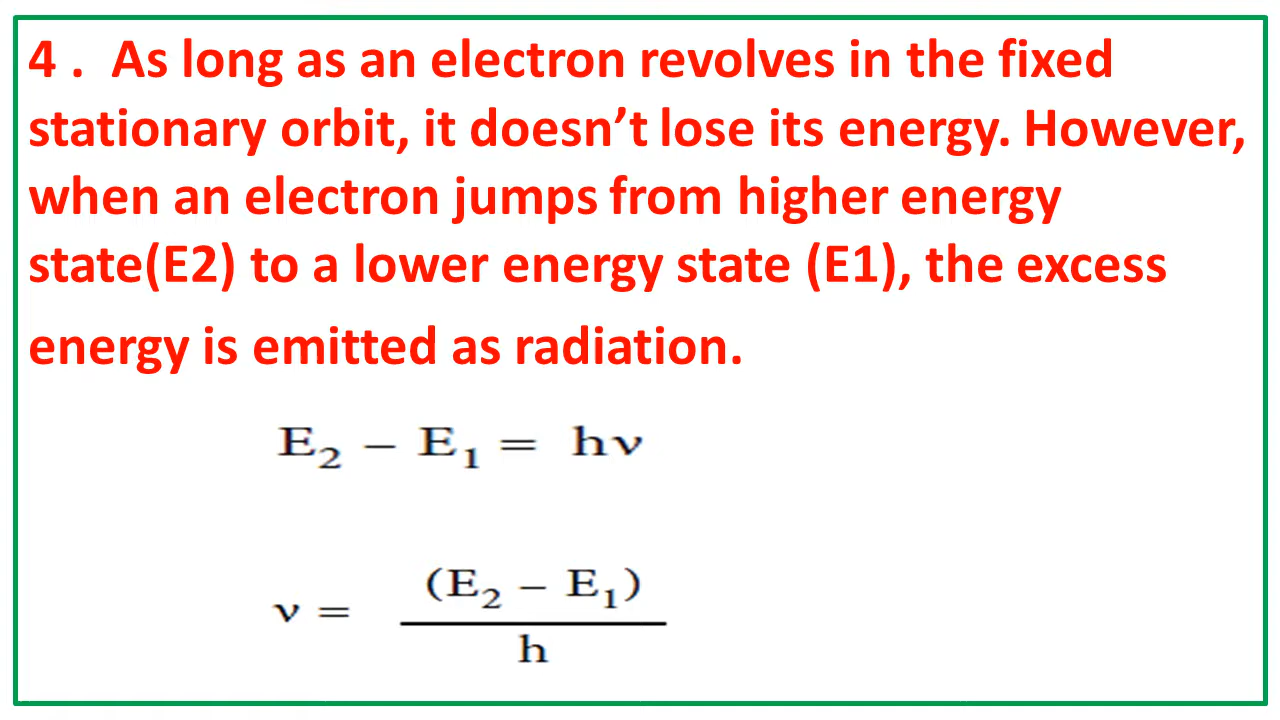 4 .  As long as an electron revolves in the fixed
stationary orbit, it doesn’t lose its energy. However,
when an electron jumps from higher energy
state(E2) to a lower energy state (E1), the excess
energy is emitted as radiation.
E₂ – E₁ = hν
ν = (E₂ – E₁)
h